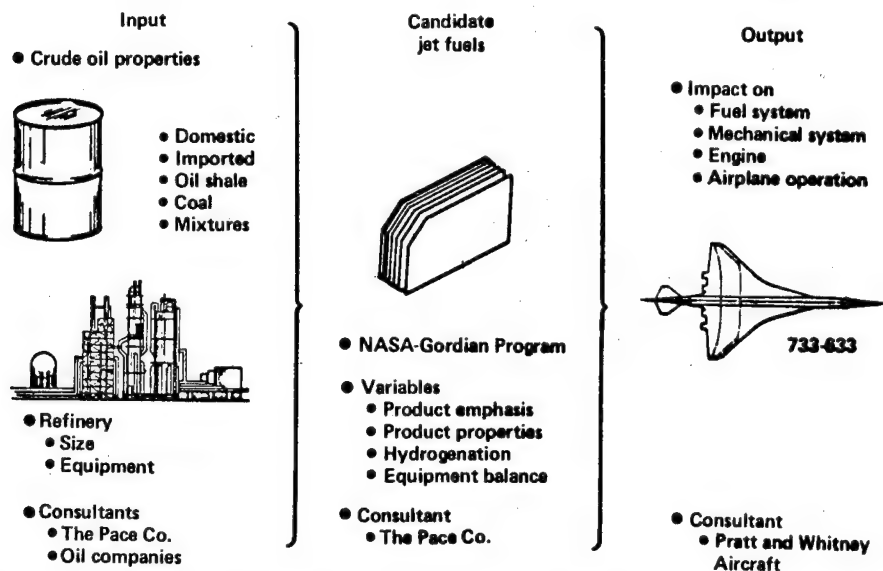 Input
● Crude oil properties
● Domestic
● Imported
● Oil shale
● Coal
● Mixtures
● Refinery
● Size
● Equipment
● Consultants
● The Pace Co.
● Oil companies
Candidate
jet fuels
● NASA-Gordian Program
● Variables
● Product emphasis
● Product properties
● Hydrogenation
● Equipment balance
● Consultant
● The Pace Co.
Output
● Impact on
● Fuel system
● Mechanical system
● Engine
● Airplane operation
733-633
● Consultant
● Pratt and Whitney
Aircraft